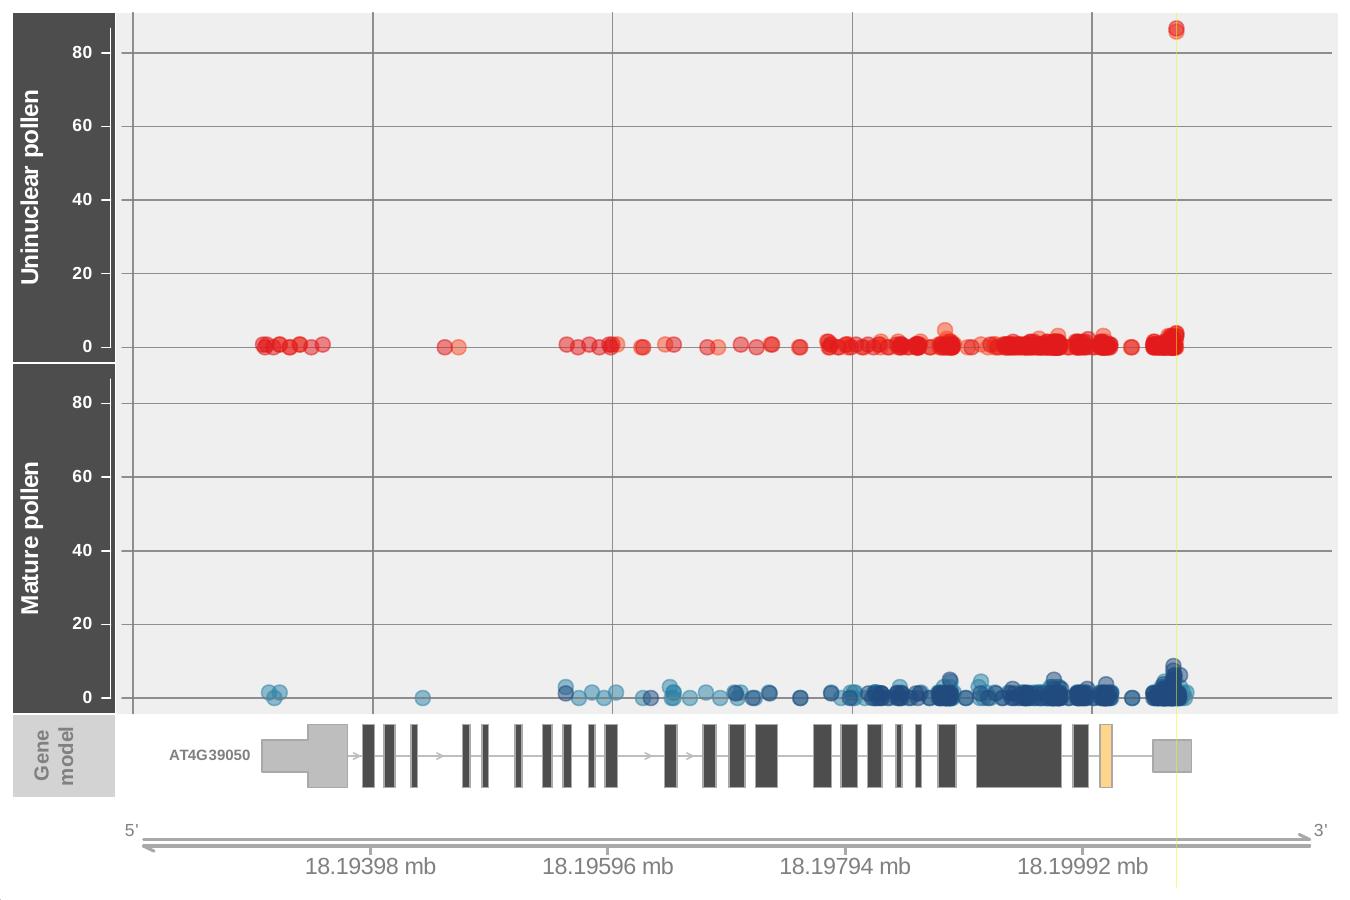 Uninuclear pollen
80
60
40
20
0
Mature pollen
80
60
40
20
0
Gene
model
AT4G39050
5'
3'
18.19398 mb
18.19596 mb
18.19794 mb
18.19992 mb